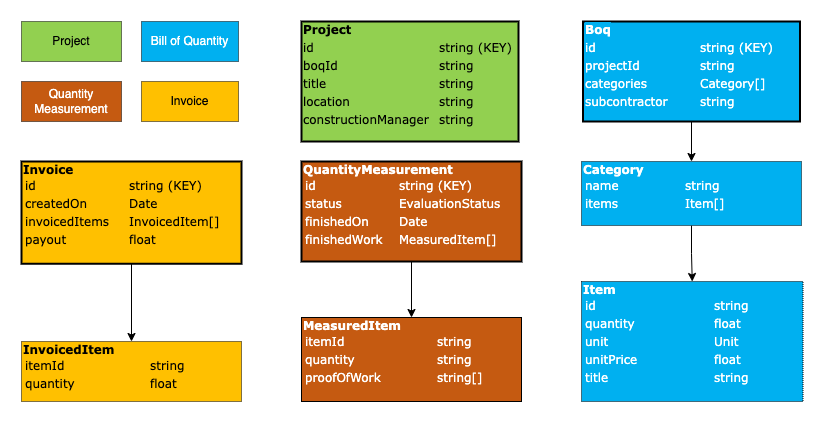 Project
Bill of Quantity
Quantity
Measurement
Invoice
Project
id string (KEY)
boqId string
title string
location string
constructionManager string
Boq
id string (KEY)
projectId string
categories Category[]
subcontractor string
Invoice
id string (KEY)
createdOn Date
invoicedItems InvoicedItem[]
payout float
QuantityMeasurement
id string (KEY)
status EvaluationStatus
finishedOn Date
finishedWork MeasuredItem[]
Category
name string
items Item[]
InvoicedItem
itemId string
quantity float
MeasuredItem
itemId string
quantity string
proofOfWork string[]
Item
id string
quantity float
unit Unit
unitPrice float
title string